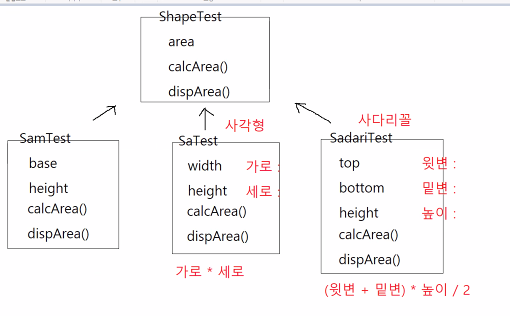 ShapeTest
area
calcArea()
dispArea()
SamTest
base
height
calcArea()
dispArea()
사각형
SaTest
width 가로 :
height 세로 :
calcArea()
dispArea()
가로 * 세로
사다리꼴
SadariTest
top 윗변 :
bottom 밑변 :
height 높이 :
calcArea()
dispArea()
(윗변 + 밑변) * 높이 / 2